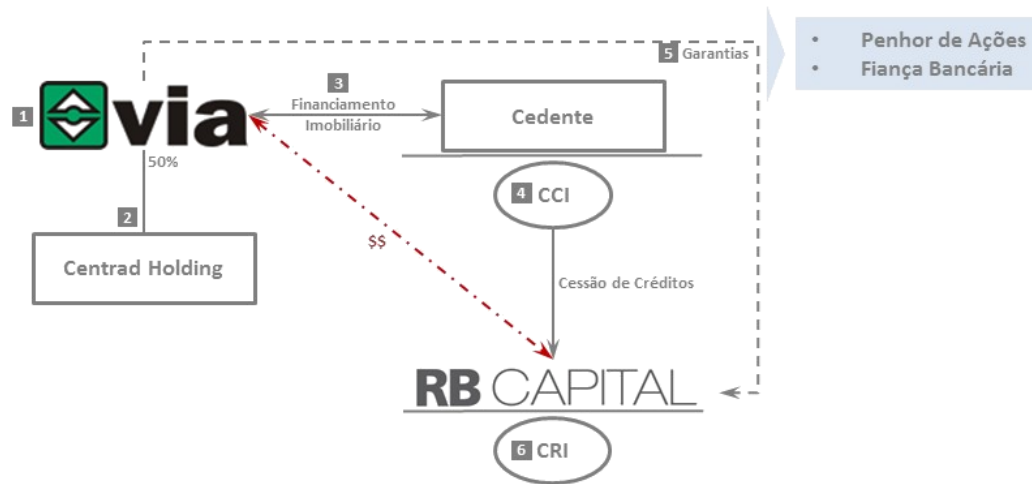 5 Garantias
• Penhor de Ações
• Fiança Bancária
1 via
3
Financiamento
Imobiliário
Cedente
50%
4 CCI
2
Centrad Holding
$$
Cessão de Créditos
RB CAPITAL
6 CRI